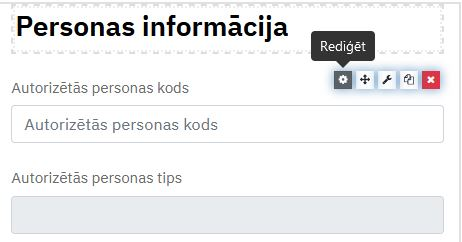 Personas informācija
Rediģēt
Autorizētās personas kods
Autorizētās personas kods
Autorizētās personas tips